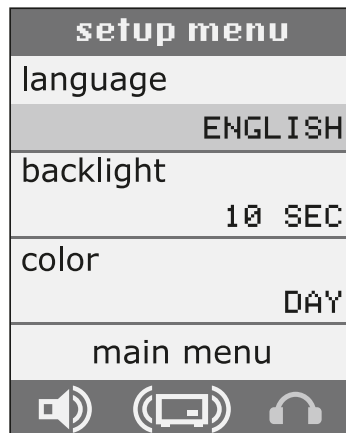 setup menu
language
ENGLISH
backlight
10 SEC
color
DAY
main menu